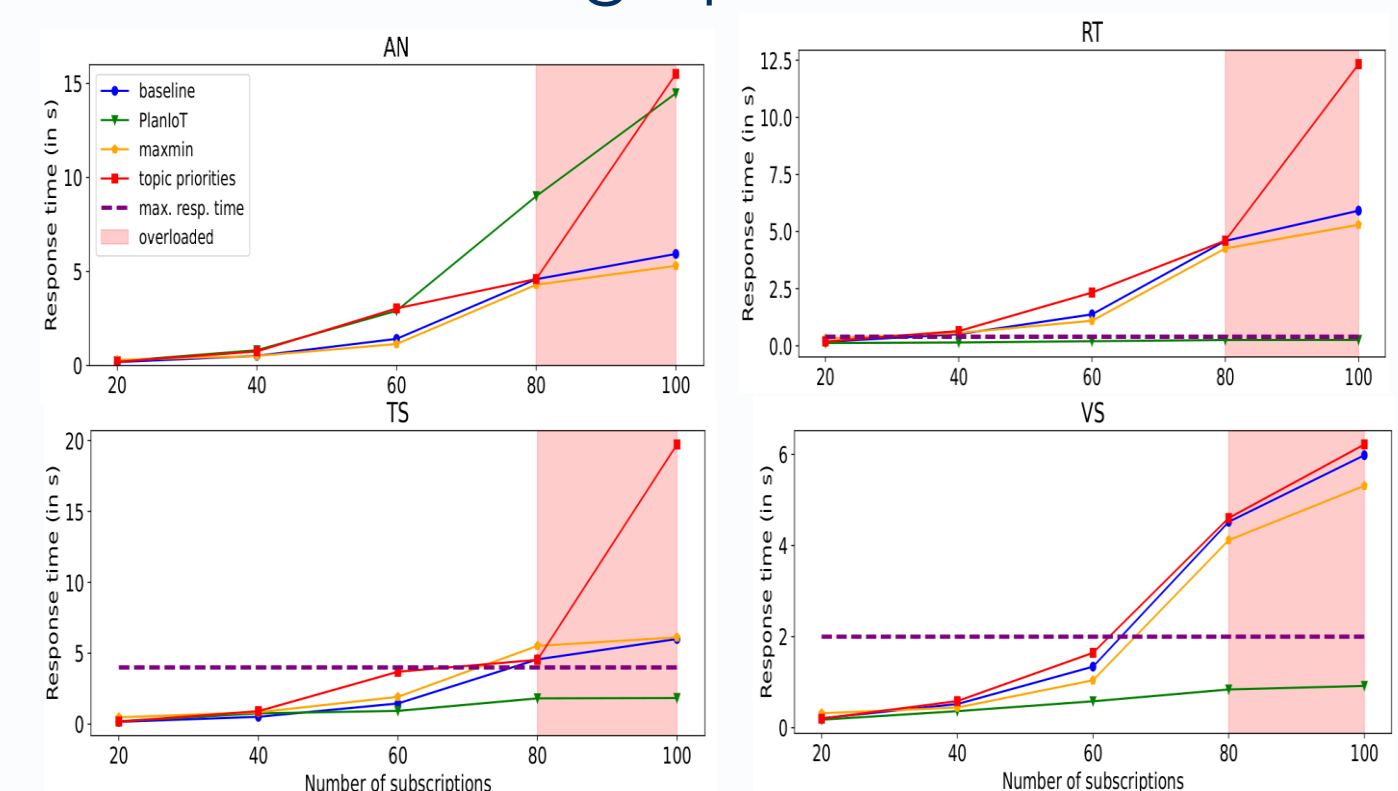 AN
Response time (in s)
15
10
5
0
20 40 60 80 100
baseline
PlanIoT
maxmin
topic priorities
max. resp. time
overloaded
RT
Response time (in s)
12.5
10.0
7.5
5.0
2.5
0.0
20 40 60 80 100
TS
Response time (in s)
20
15
10
5
0
20 40 60 80 100
Number of subscriptions
VS
Response time (in s)
6
4
2
0
20 40 60 80 100
Number of subscriptions